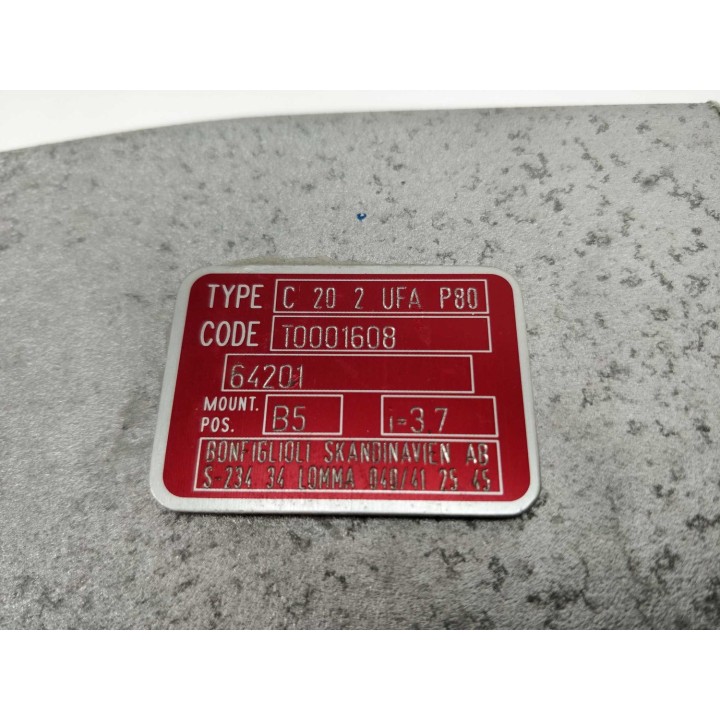 TYPE C 20 2 UFA P80
CODE T0001608
64201
MOUNT. POS. B5 i=3.7
BONFIGLIOLI SKANDINAVIEN AB
S-234 34 LOMMA 040/41 25 45